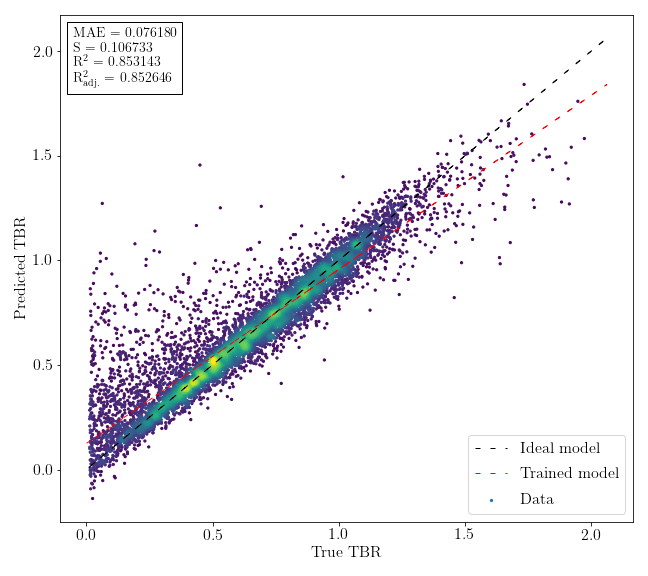 MAE = 0.076180
S = 0.106733
R² = 0.853143
R²adj. = 0.852646
2.0
1.5
1.0
0.5
0.0
Predicted TBR
Ideal model
Trained model
Data
0.0 0.5 1.0 1.5 2.0
True TBR